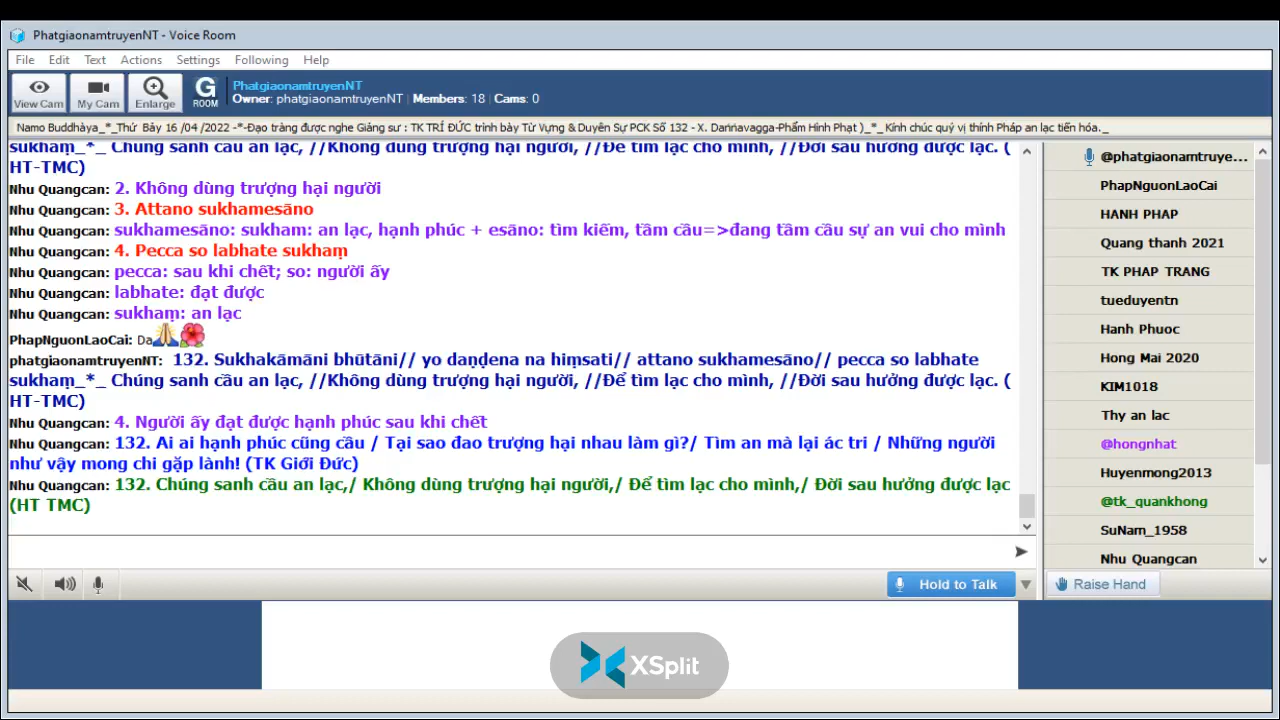 PhatgiaonamtruyenNT - Voice Room
File Edit Text Actions Settings Following Help
View Cam My Cam Enlarge G ROOM
PhatgiaonamtruyenNT
Owner: phatgiaonamtruyenNT | Members: 18 | Cams: 0
Namo Buddhàya_*_Thứ Bảy 16 /04 /2022 -*-Đạo tràng được nghe Giảng sư : TK TRÍ ĐỨC trình bày Từ Vựng & Duyên Sự PCK Số 132 - X. Daṇṇavagga-Phẩm Hình Phạt )_*_ Kính chúc quý vị thính Pháp an lạc tiến hóa._
sukhaṃ_*_ Chúng sanh cầu an lạc, //Không dùng trượng hại người, //Để tìm lạc cho mình, //Đời sau hưởng được lạc. (
HT-TMC)
Nhu Quangcan: 2. Không dùng trượng hại người
Nhu Quangcan: 3. Attano sukhamesāno
Nhu Quangcan: sukhamesāno: sukham: an lạc, hạnh phúc + esāno: tìm kiếm, tầm cầu=>đang tầm cầu sự an vui cho mình
Nhu Quangcan: 4. Pecca so labhate sukhaṃ
Nhu Quangcan: pecca: sau khi chết; so: người ấy
Nhu Quangcan: labhate: đạt được
Nhu Quangcan: sukhaṃ: an lạc
PhapNguonLaoCai: Da🙏🌺
phatgiaonamtruyenNT: 132. Sukhakāmāni bhūtāni// yo daṇḍena na hiṃsati// attano sukhamesāno// pecca so labhate
sukhaṃ_*_ Chúng sanh cầu an lạc, //Không dùng trượng hại người, //Để tìm lạc cho mình, //Đời sau hưởng được lạc. (
HT-TMC)
Nhu Quangcan: 4. Người ấy đạt được hạnh phúc sau khi chết
Nhu Quangcan: 132. Ai ai hạnh phúc cũng cầu / Tại sao đao trượng hại nhau làm gì?/ Tìm an mà lại ác tri / Những người
như vậy mong chi gặp lành! (TK Giới Đức)
Nhu Quangcan: 132. Chúng sanh cầu an lạc,/ Không dùng trượng hại người,/ Để tìm lạc cho mình,/ Đời sau hưởng được lạc
(HT TMC)
@phatgiaonamtruye...
PhapNguonLaoCai
HANH PHAP
Quang thanh 2021
TK PHAP TRANG
tueduyentn
Hanh Phuoc
Hong Mai 2020
KIM1018
Thy an lac
@hongnhat
Huyenmong2013
@tk_quankhong
SuNam_1958
Nhu Quangcan
Hold to Talk
Raise Hand
XSplit